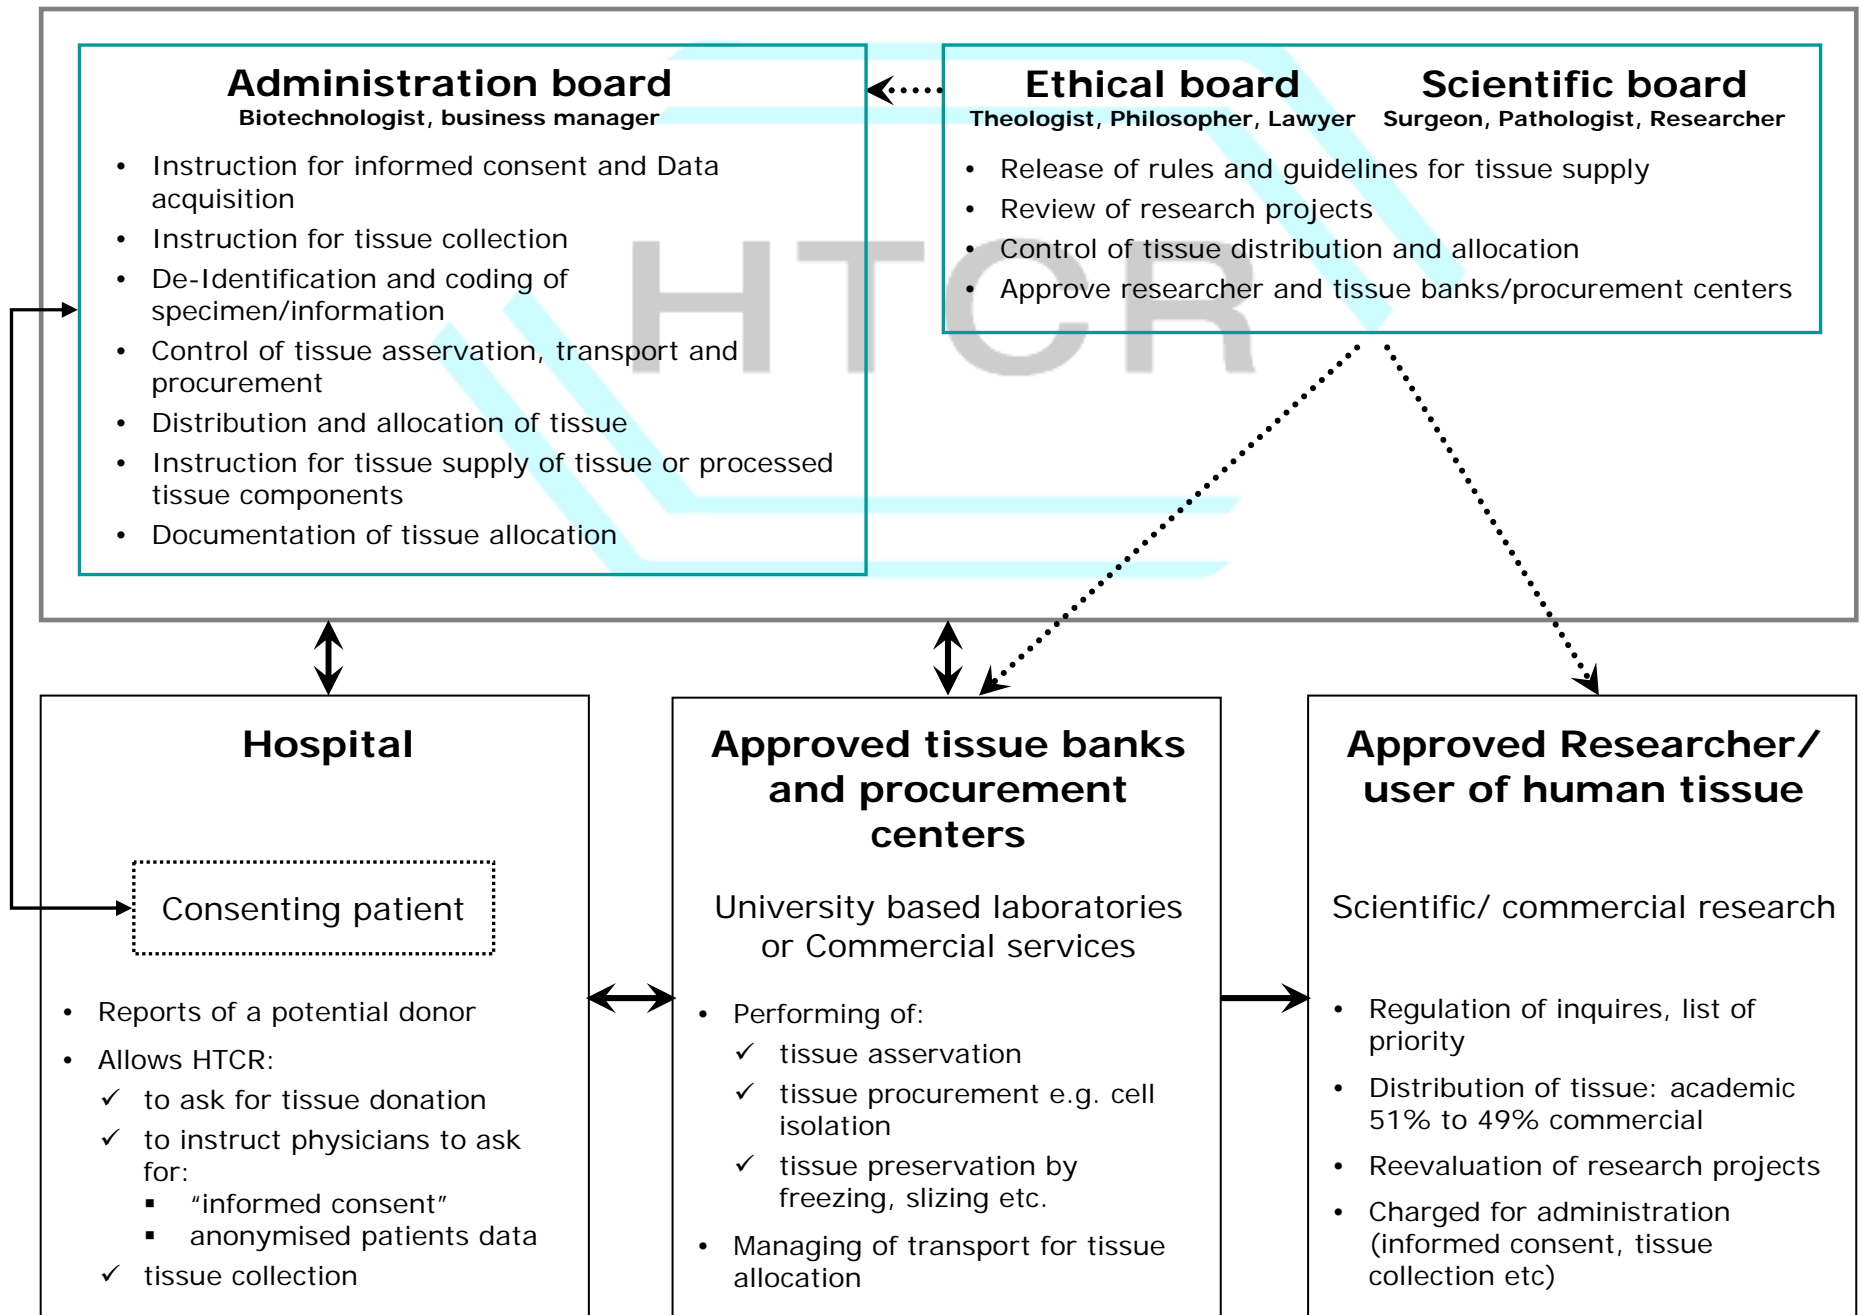 Administration board
Biotechnologist, business manager
• Instruction for informed consent and Data
acquisition
• Instruction for tissue collection
• De-Identification and coding of
specimen/information
• Control of tissue asservation, transport and
procurement
• Distribution and allocation of tissue
• Instruction for tissue supply of tissue or processed
tissue components
• Documentation of tissue allocation
Ethical board
Theologist, Philosopher, Lawyer
Scientific board
Surgeon, Pathologist, Researcher
• Release of rules and guidelines for tissue supply
• Review of research projects
• Control of tissue distribution and allocation
• Approve researcher and tissue banks/procurement centers
HTCR
Hospital
Consenting patient
• Reports of a potential donor
• Allows HTCR:
✓ to ask for tissue donation
✓ to instruct physicians to ask
for:
▪ “informed consent”
▪ anonymised patients data
✓ tissue collection
Approved tissue banks
and procurement
centers
University based laboratories
or Commercial services
• Performing of:
✓ tissue asservation
✓ tissue procurement e.g. cell
isolation
✓ tissue preservation by
freezing, slizing etc.
• Managing of transport for tissue
allocation
Approved Researcher/
user of human tissue
Scientific/ commercial research
• Regulation of inquires, list of
priority
• Distribution of tissue: academic
51% to 49% commercial
• Reevaluation of research projects
• Charged for administration
(informed consent, tissue
collection etc)